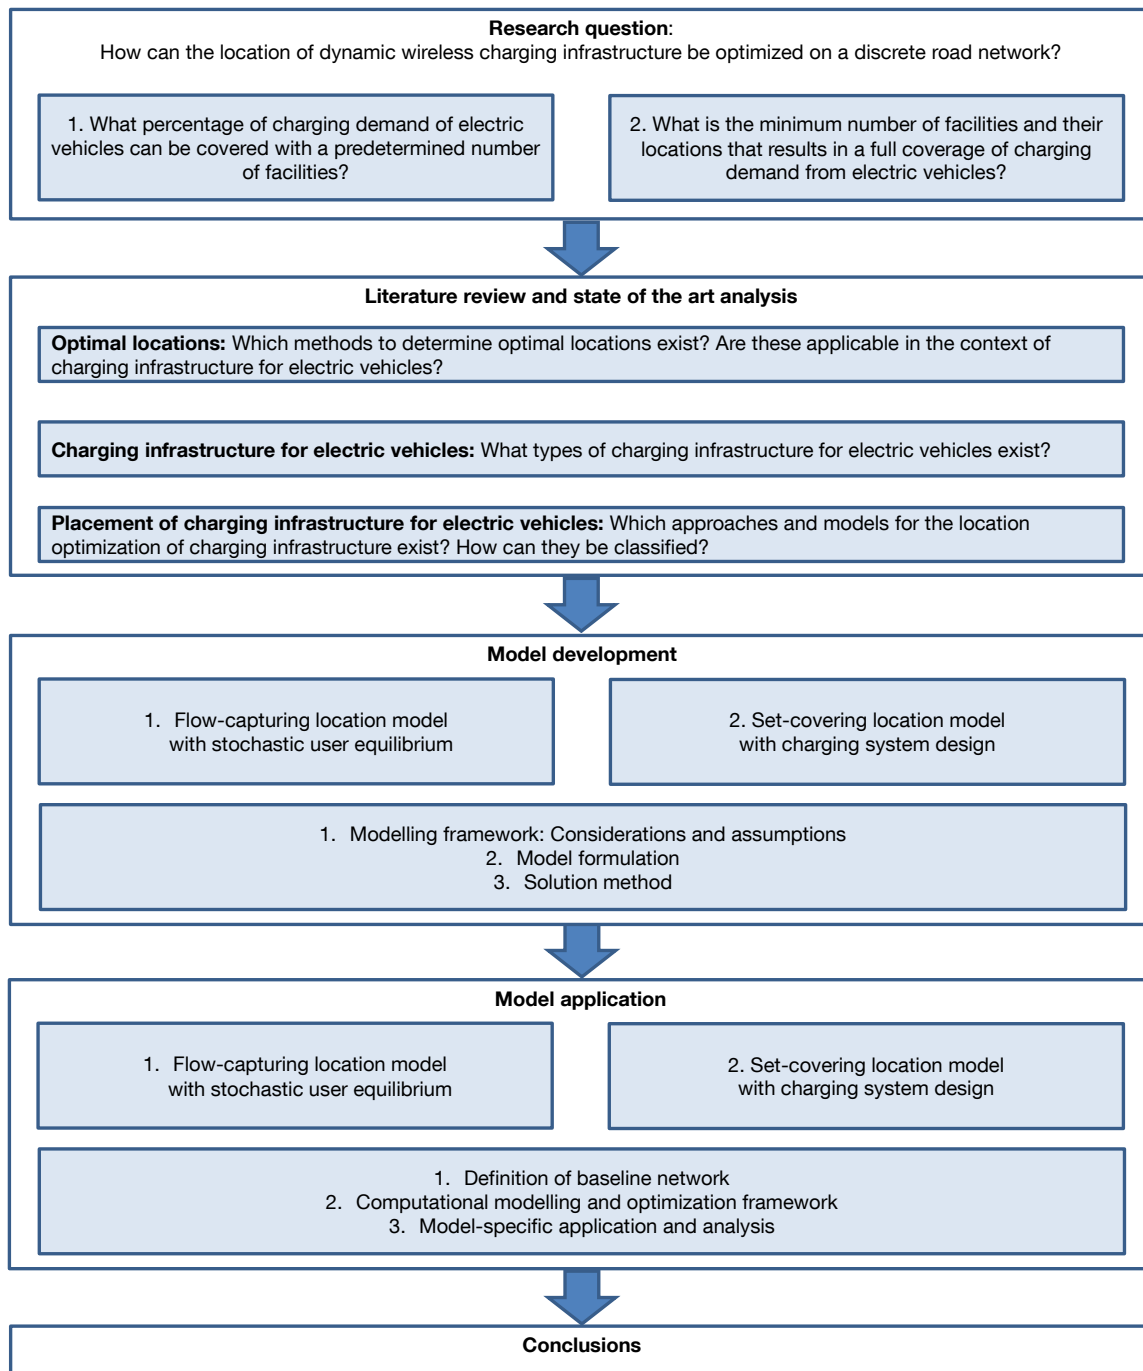 Research question:
How can the location of dynamic wireless charging infrastructure be optimized on a discrete road network?
1. What percentage of charging demand of electric
vehicles can be covered with a predetermined number
of facilities?
2. What is the minimum number of facilities and their
locations that results in a full coverage of charging
demand from electric vehicles?
Literature review and state of the art analysis
Optimal locations: Which methods to determine optimal locations exist? Are these applicable in the context of
charging infrastructure for electric vehicles?
Charging infrastructure for electric vehicles: What types of charging infrastructure for electric vehicles exist?
Placement of charging infrastructure for electric vehicles: Which approaches and models for the location
optimization of charging infrastructure exist? How can they be classified?
Model development
1. Flow-capturing location model
with stochastic user equilibrium
2. Set-covering location model
with charging system design
1. Modelling framework: Considerations and assumptions
2. Model formulation
3. Solution method
Model application
1. Flow-capturing location model
with stochastic user equilibrium
2. Set-covering location model
with charging system design
1. Definition of baseline network
2. Computational modelling and optimization framework
3. Model-specific application and analysis
Conclusions